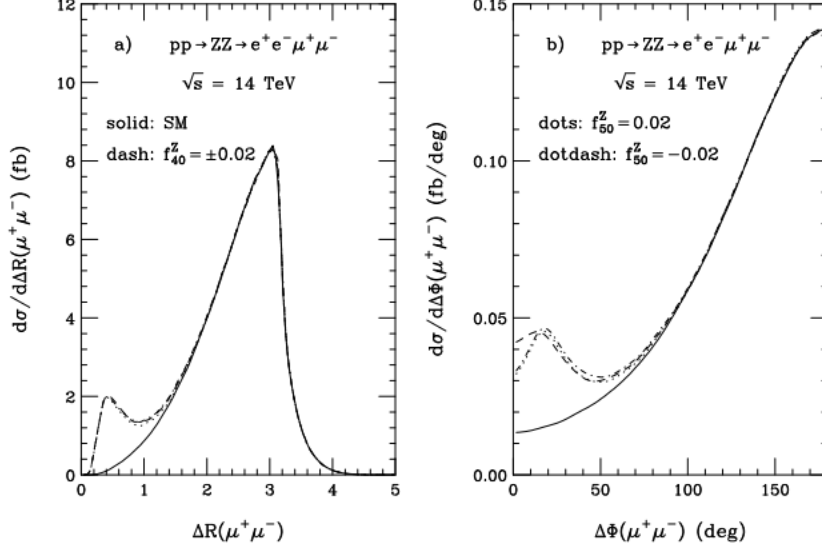 12
10
8
6
4
2
0
0
1
2
3
4
5
dσ/dΔR(μ⁺μ⁻) (fb)
ΔR(μ⁺μ⁻)
a) pp→ZZ→e⁺e⁻μ⁺μ⁻
√s = 14 TeV
solid: SM
dash: f₄₀ᶻ=±0.02
0.15
0.10
0.05
0.00
0
50
100
150
dσ/dΔΦ(μ⁺μ⁻) (fb/deg)
ΔΦ(μ⁺μ⁻) (deg)
b) pp→ZZ→e⁺e⁻μ⁺μ⁻
√s = 14 TeV
dots: f₅₀ᶻ=0.02
dotdash: f₅₀ᶻ=−0.02